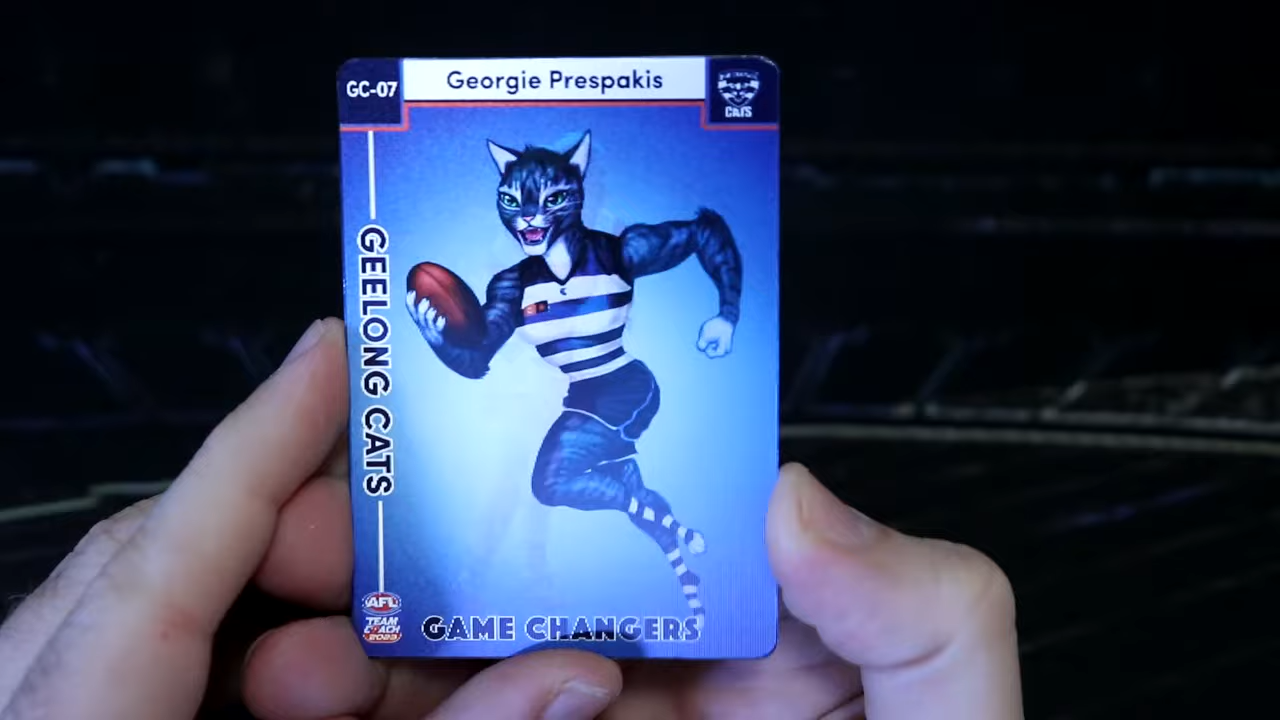 GC-07
Georgie Prespakis
CATS
GEELONG CATS
AFL
TEAM
COACH
2023
GAME CHANGERS